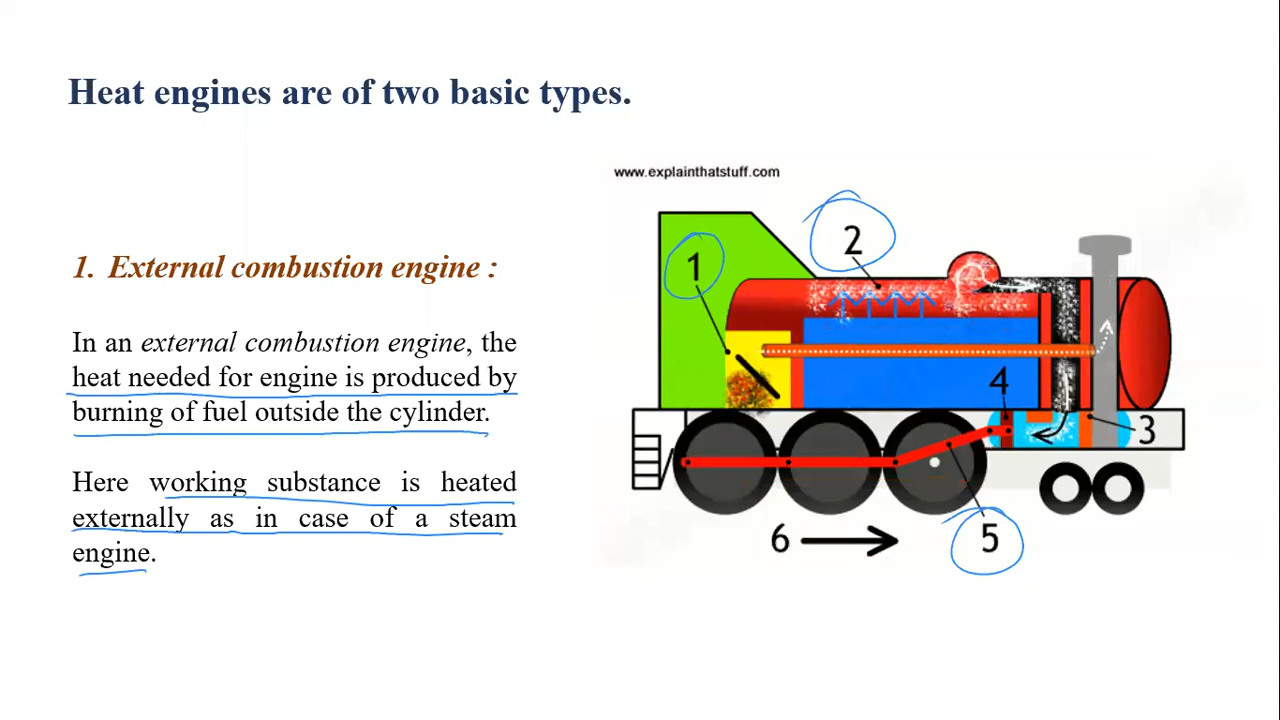 Heat engines are of two basic types.
www.explainthatstuff.com
1. External combustion engine :
In an external combustion engine, the
heat needed for engine is produced by
burning of fuel outside the cylinder.
Here working substance is heated
externally as in case of a steam
engine.
1
2
4
3
5
6